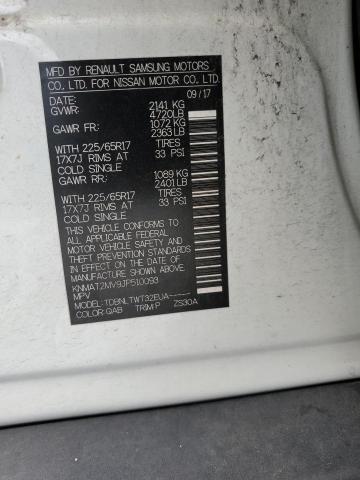 MFD BY RENAULT SAMSUNG MOTORS
CO. LTD. FOR NISSAN MOTOR CO. LTD.
DATE: 09/17
GVWR: 2141 KG
4720LB
GAWR FR: 1072 KG
2363LB
WITH 225/65R17 TIRES
17X7J RIMS AT 33 PSI
COLD SINGLE
GAWR RR: 1089 KG
2401 LB
WITH 225/65R17 TIRES
17X7J RIMS AT 33 PSI
COLD SINGLE
THIS VEHICLE CONFORMS TO ALL
APPLICABLE U.S. FEDERAL
MOTOR VEHICLE SAFETY AND
THEFT PREVENTION STANDARDS
IN EFFECT ON THE DATE OF
MANUFACTURE SHOWN ABOVE.
KNMAT2MV9JP510093
MPV
MODEL: TDBNLTWT32EUA-----
COLOR: QAB TRIM: P ZS30A